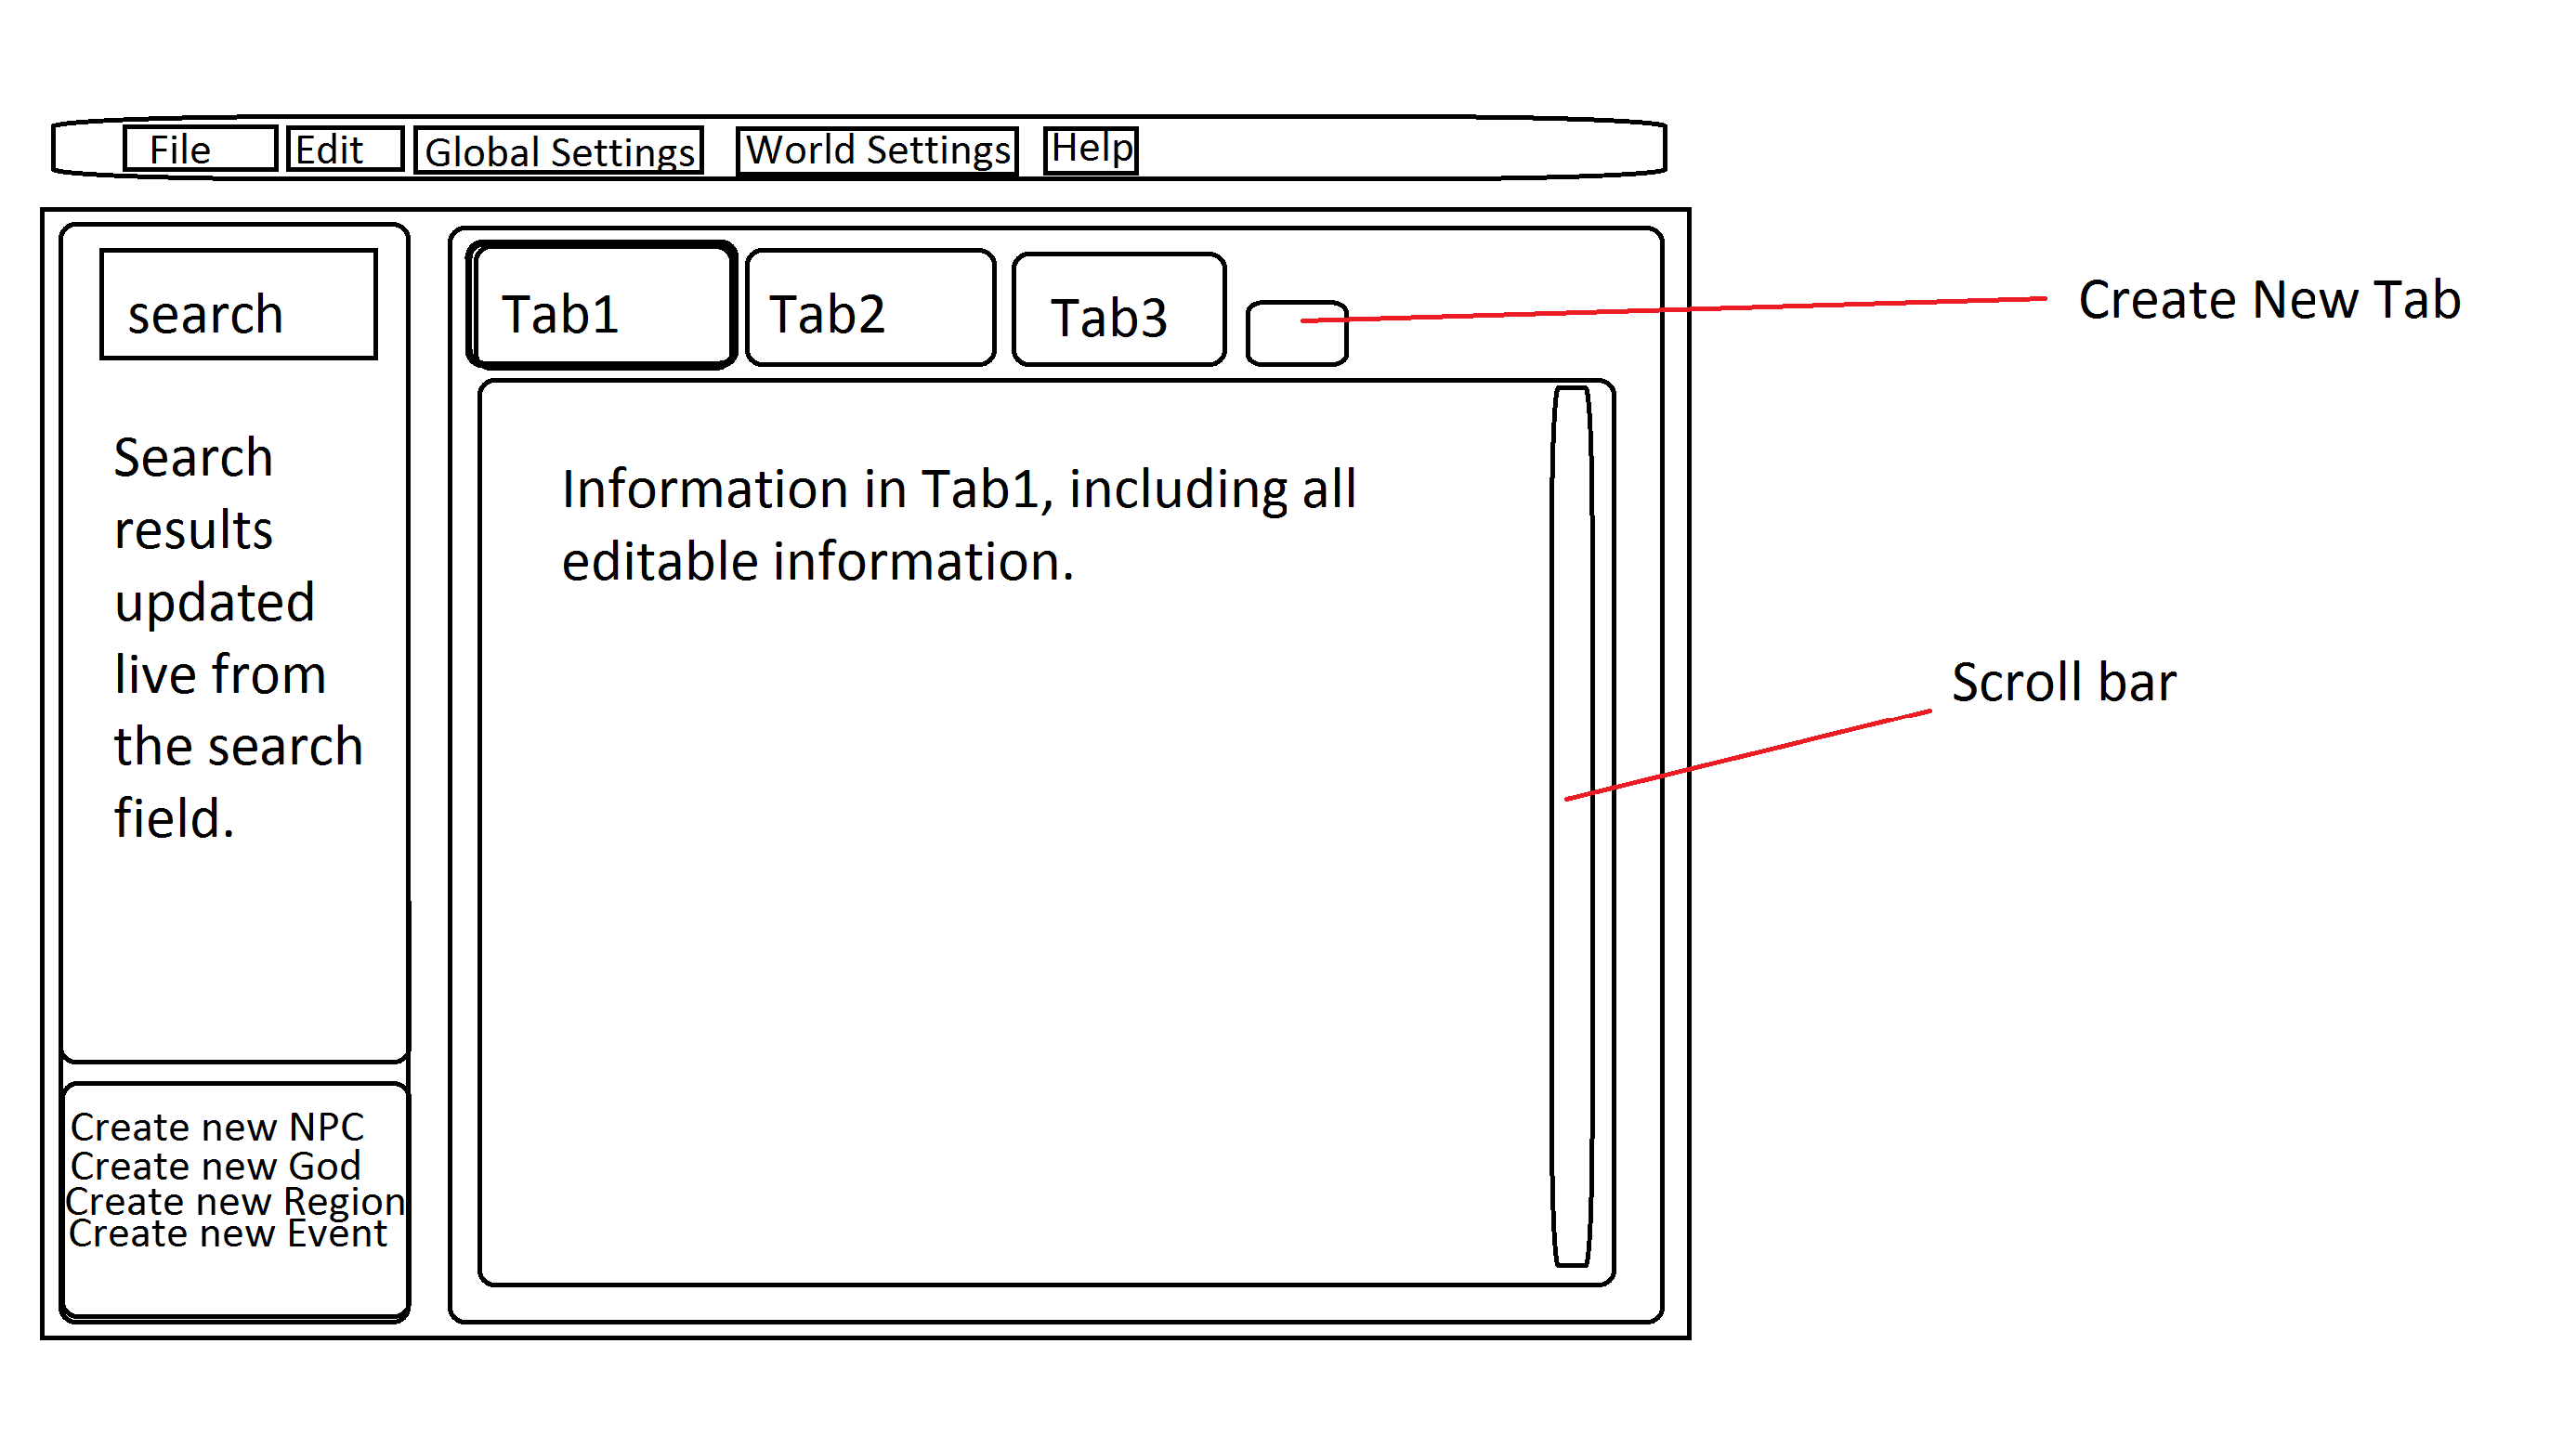 File Edit Global Settings World Settings Help
search
Search
results
updated
live from
the search
field.
Create new NPC
Create new God
Create new Region
Create new Event
Tab1 Tab2 Tab3
Information in Tab1, including all
editable information.
Create New Tab
Scroll bar